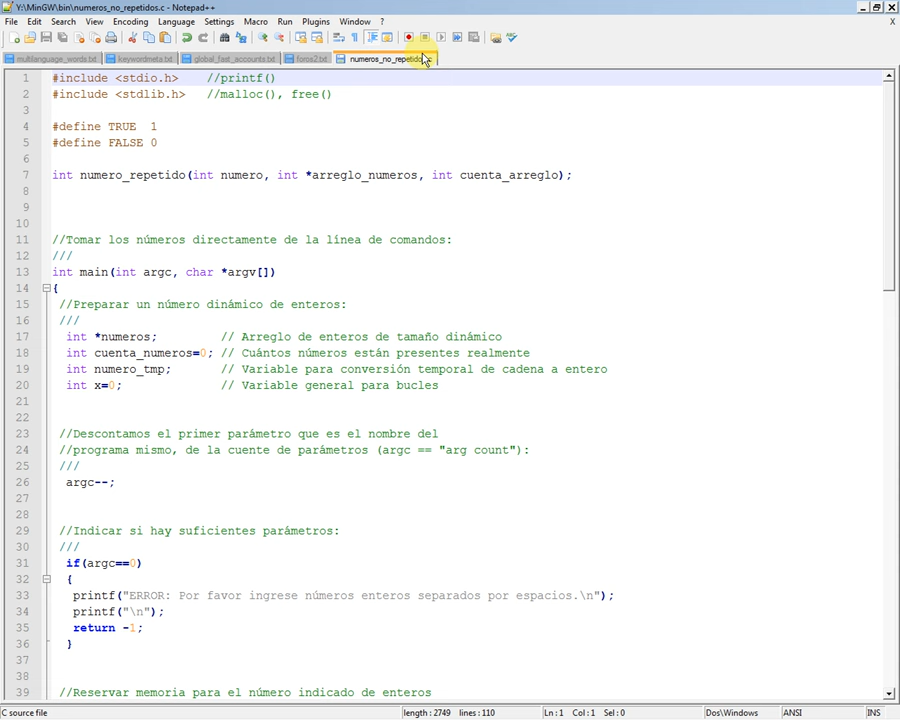 Y:\MinGW\bin\numeros_no_repetidos.c - Notepad++
File Edit Search View Encoding Language Settings Macro Run Plugins Window ?
X
multilanguage_words.txt keywordmeta.txt global_fast_accounts.txt foros2.txt numeros_no_repetidos.c
1 #include <stdio.h> //printf()
2 #include <stdlib.h> //malloc(), free()
3
4 #define TRUE 1
5 #define FALSE 0
6
7 int numero_repetido(int numero, int *arreglo_numeros, int cuenta_arreglo);
8
9
10
11 //Tomar los números directamente de la línea de comandos:
12 ///
13 int main(int argc, char *argv[])
14 {
15 //Preparar un número dinámico de enteros:
16 ///
17 int *numeros; // Arreglo de enteros de tamaño dinámico
18 int cuenta_numeros=0; // Cuántos números están presentes realmente
19 int numero_tmp; // Variable para conversión temporal de cadena a entero
20 int x=0; // Variable general para bucles
21
22
23 //Descontamos el primer parámetro que es el nombre del
24 //programa mismo, de la cuente de parámetros (argc == "arg count"):
25 ///
26 argc--;
27
28
29 //Indicar si hay suficientes parámetros:
30 ///
31 if(argc==0)
32 {
33 printf("ERROR: Por favor ingrese números enteros separados por espacios.\n");
34 printf("\n");
35 return -1;
36 }
37
38
39 //Reservar memoria para el número indicado de enteros
C source file length : 2749 lines : 110 Ln : 1 Col : 1 Sel : 0 Dos\Windows ANSI INS